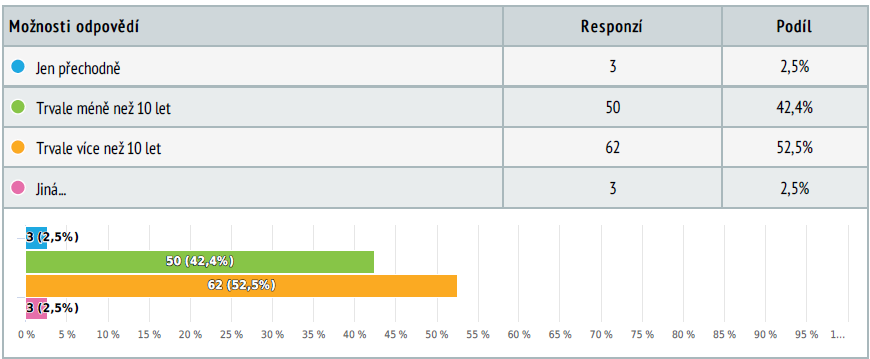 Možnosti odpovědí Responzí Podíl
Jen přechodně 3 2,5%
Trvale méně než 10 let 50 42,4%
Trvale více než 10 let 62 52,5%
Jiná... 3 2,5%
3 (2,5%)
50 (42,4%)
62 (52,5%)
3 (2,5%)
0 % 5 % 10 % 15 % 20 % 25 % 30 % 35 % 40 % 45 % 50 % 55 % 60 % 65 % 70 % 75 % 80 % 85 % 90 % 95 % 1...